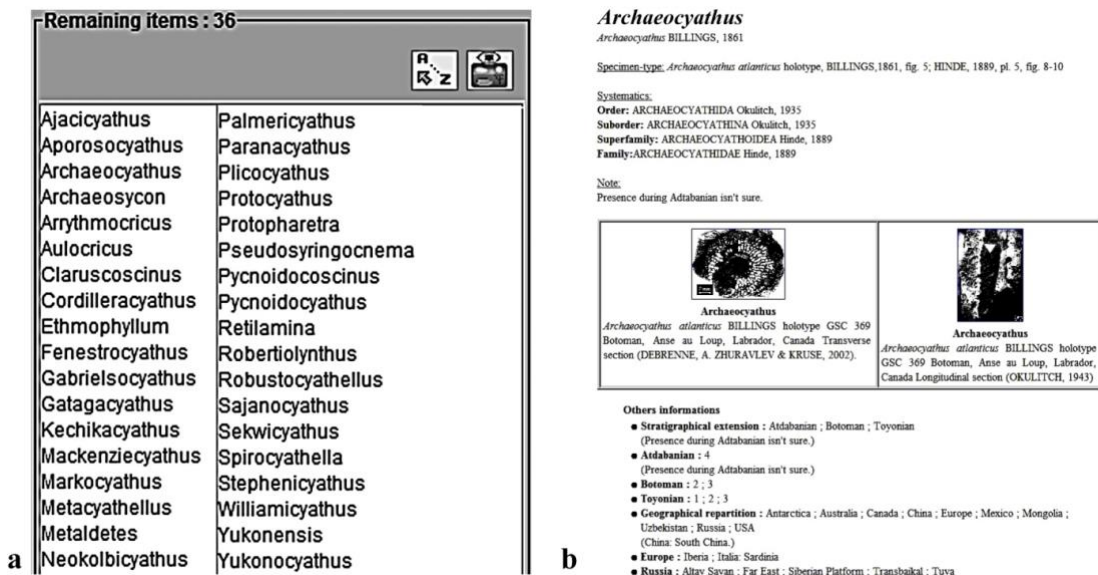 Remaining items : 36
A
Z
Ajacicyathus
Aporosocyathus
Archaeocyathus
Archaeosycon
Arrythmocricus
Aulocricus
Claruscoscinus
Cordilleracyathus
Ethmophyllum
Fenestrocyathus
Gabrielsocyathus
Gatagacyathus
Kechikacyathus
Mackenziecyathus
Markocyathus
Metacyathellus
Metaldetes
Neokolbicyathus
Palmericyathus
Paranacyathus
Plicocyathus
Protocyathus
Protopharetra
Pseudosyringocnema
Pycnoidocoscinus
Pycnoidocyathus
Retilamina
Robertiolynthus
Robustocyathellus
Sajanocyathus
Sekwicyathus
Spirocyathella
Stephenicyathus
Williamicyathus
Yukonensis
Yukonocyathus
a
Archaeocyathus
Archaeocyathus BILLINGS, 1861
Specimen-type: Archaeocyathus atlanticus holotype, BILLINGS,1861, fig. 5; HINDE, 1889, pl. 5, fig. 8-10
Systematics:
Order: ARCHAEOCYATHIDA Okulitch, 1935
Suborder: ARCHAEOCYATHINA Okulitch, 1935
Superfamily: ARCHAEOCYATHOIDEA Hinde, 1889
Family:ARCHAEOCYATHIDAE Hinde, 1889
Note:
Presence during Adtabanian isn't sure.
Archaeocyathus
Archaeocyathus atlanticus BILLINGS holotype GSC 369
Botoman, Anse au Loup, Labrador, Canada Transverse
section (DEBRENNE, A. ZHURAVLEV & KRUSE, 2002).
Archaeocyathus
Archaeocyathus atlanticus BILLINGS holotype
GSC 369 Botoman, Anse au Loup, Labrador,
Canada Longitudinal section (OKULITCH, 1943)
Others informations
● Stratigraphical extension : Atdabanian ; Botoman ; Toyonian
(Presence during Adtabanian isn't sure.)
● Atdabanian : 4
(Presence during Adtabanian isn't sure.)
● Botoman : 2 ; 3
● Toyonian : 1 ; 2 ; 3
● Geographical repartition : Antarctica ; Australia ; Canada ; China ; Europe ; Mexico ; Mongolia ;
Uzbekistan ; Russia ; USA
(China: South China.)
● Europe : Iberia ; Italia: Sardinia
● Russia : Altay Sayan ; Far East ; Siberian Platform ; Transbaikal ; Tuva
b